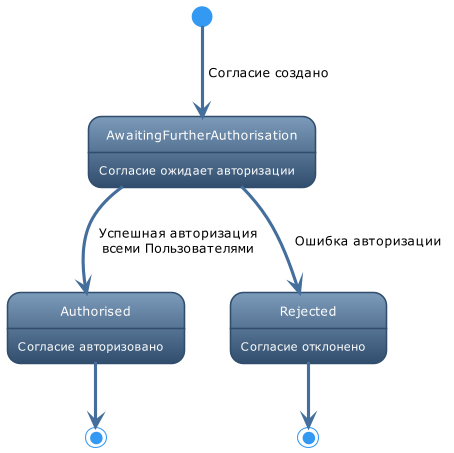 Согласие создано
AwaitingFurtherAuthorisation
Согласие ожидает авторизации
Успешная авторизация
всеми Пользователями
Ошибка авторизации
Authorised
Согласие авторизовано
Rejected
Согласие отклонено